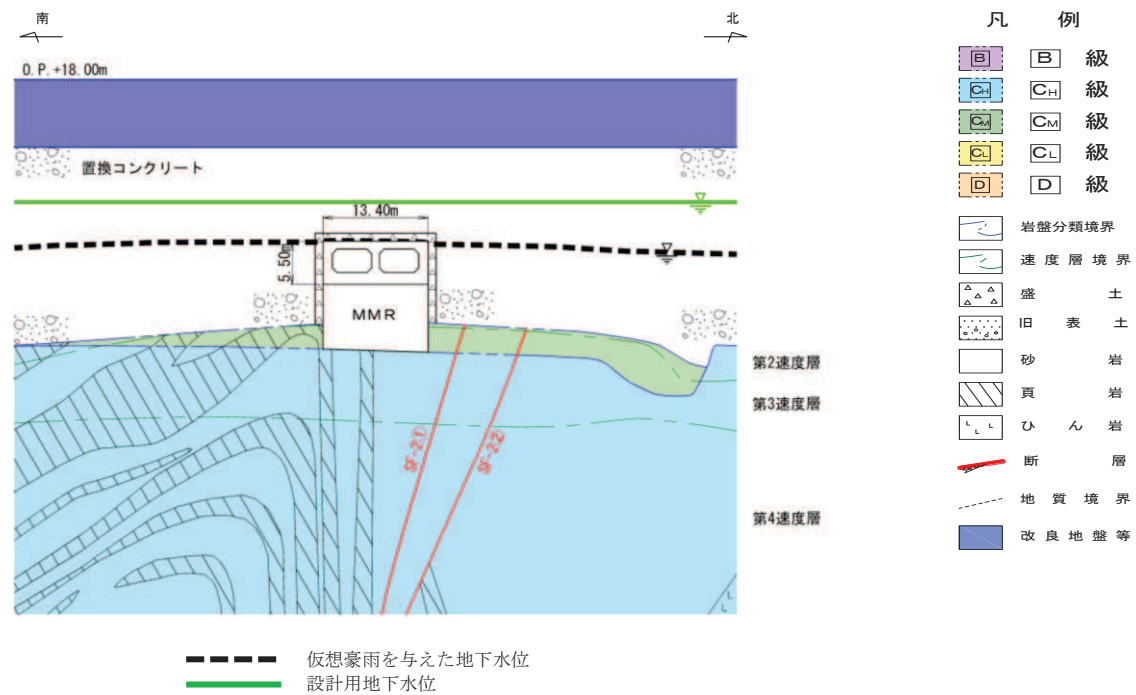 南
北
O.P.+18.00m
置換コンクリート
13.40m
5.50m
MMR
SF-2①
SF-2②
第2速度層
第3速度層
第4速度層
凡 例
B B 級
CH CH 級
CM CM 級
CL CL 級
D D 級
岩盤分類境界
速度層境界
盛土
旧表土
砂岩
頁岩
ひん岩
断層
地質境界
改良地盤等
仮想豪雨を与えた地下水位
設計用地下水位